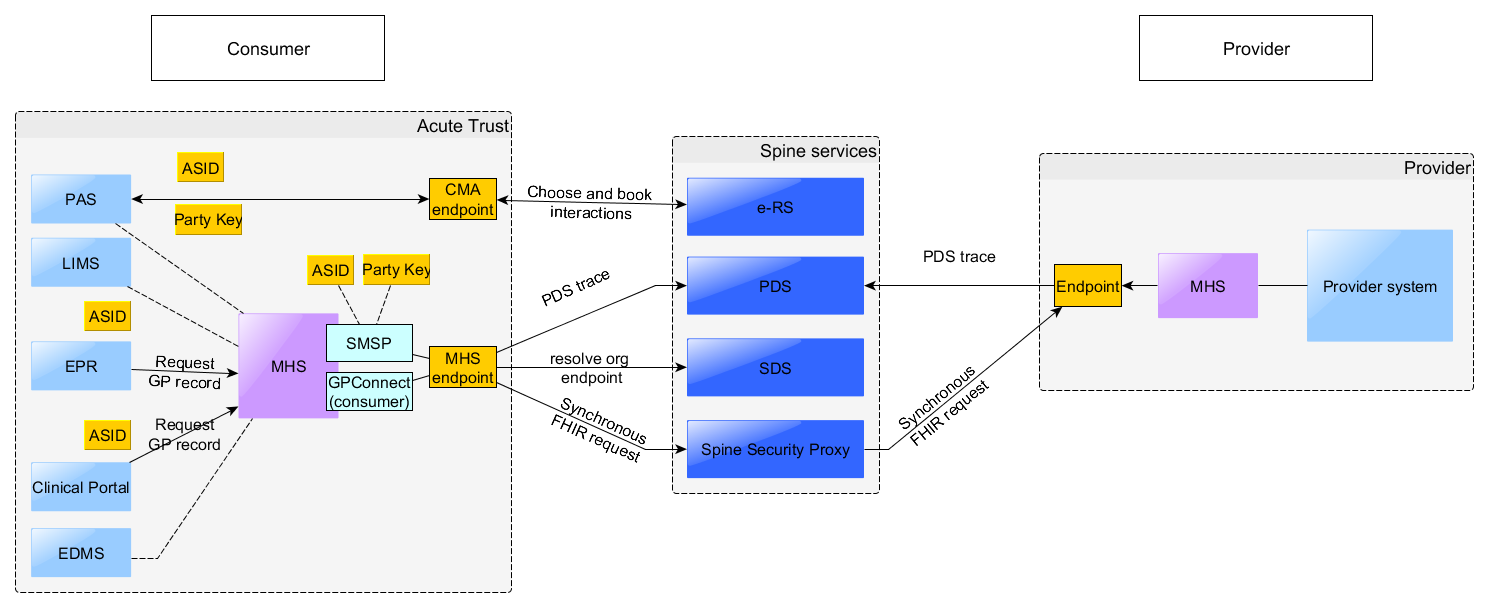 Consumer
Provider
Acute Trust
Spine services
Provider
ASID
PAS
Party Key
CMA
endpoint
Choose and book
interactions
e-RS
LIMS
ASID
Party Key
PDS trace
PDS
PDS trace
Endpoint
MHS
Provider system
ASID
EPR
Request
GP record
MHS
SMSP
GPConnect
(consumer)
MHS
endpoint
resolve org
endpoint
SDS
ASID
Request
GP record
Synchronous
FHIR request
Spine Security Proxy
Synchronous
FHIR request
Clinical Portal
EDMS